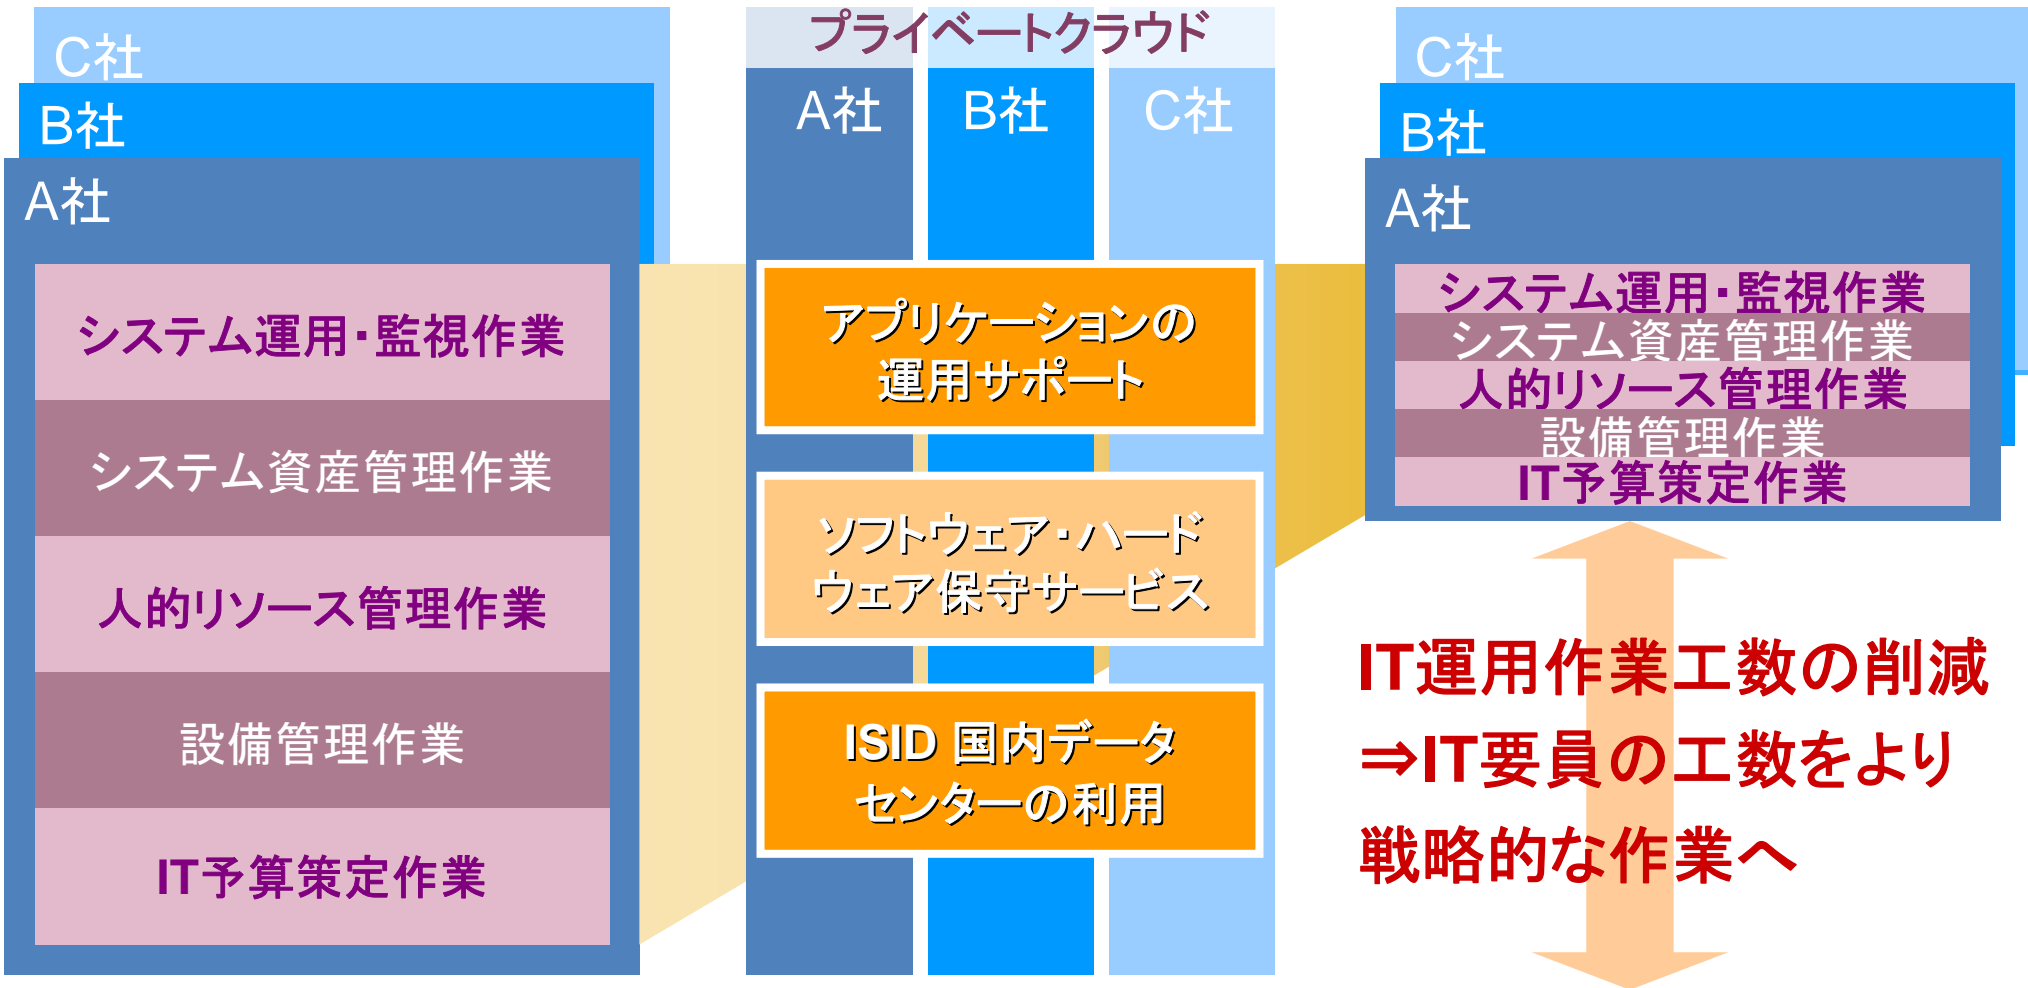 C社
B社
A社
システム運用・監視作業
システム資産管理作業
人的リソース管理作業
設備管理作業
IT予算策定作業
プライベートクラウド
A社
B社
C社
アプリケーションの
運用サポート
ソフトウェア・ハード
ウェア保守サービス
ISID 国内データ
センターの利用
C社
B社
A社
システム運用・監視作業
システム資産管理作業
人的リソース管理作業
設備管理作業
IT予算策定作業
IT運用作業工数の削減
⇒IT要員の工数をより
戦略的な作業へ